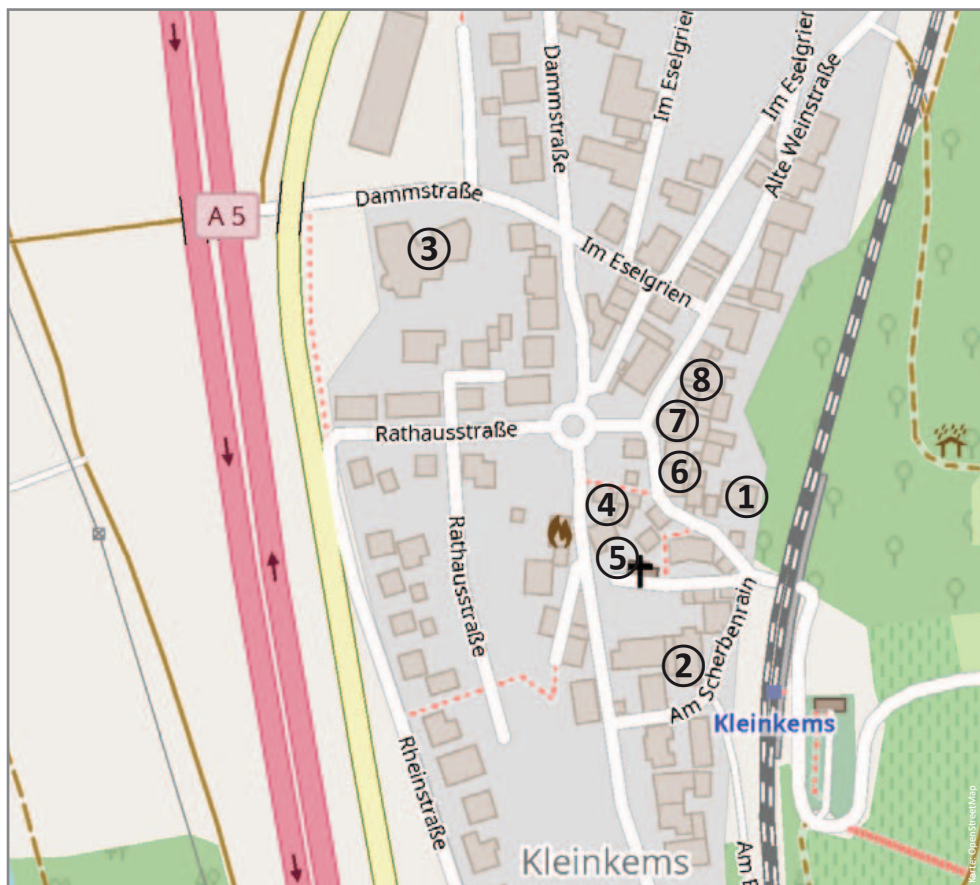 Dammstraße
Im Eselgrien
Im Eselgrien
Alte Weinstraße
Dammstraße
A 5
3
Im Eselgrien
8
7
Rathausstraße
6
1
4
5
Rathausstraße
2
Am Scherbenrain
Kleinkems
Rheinstraße
Kleinkems
Karte: OpenStreetMap